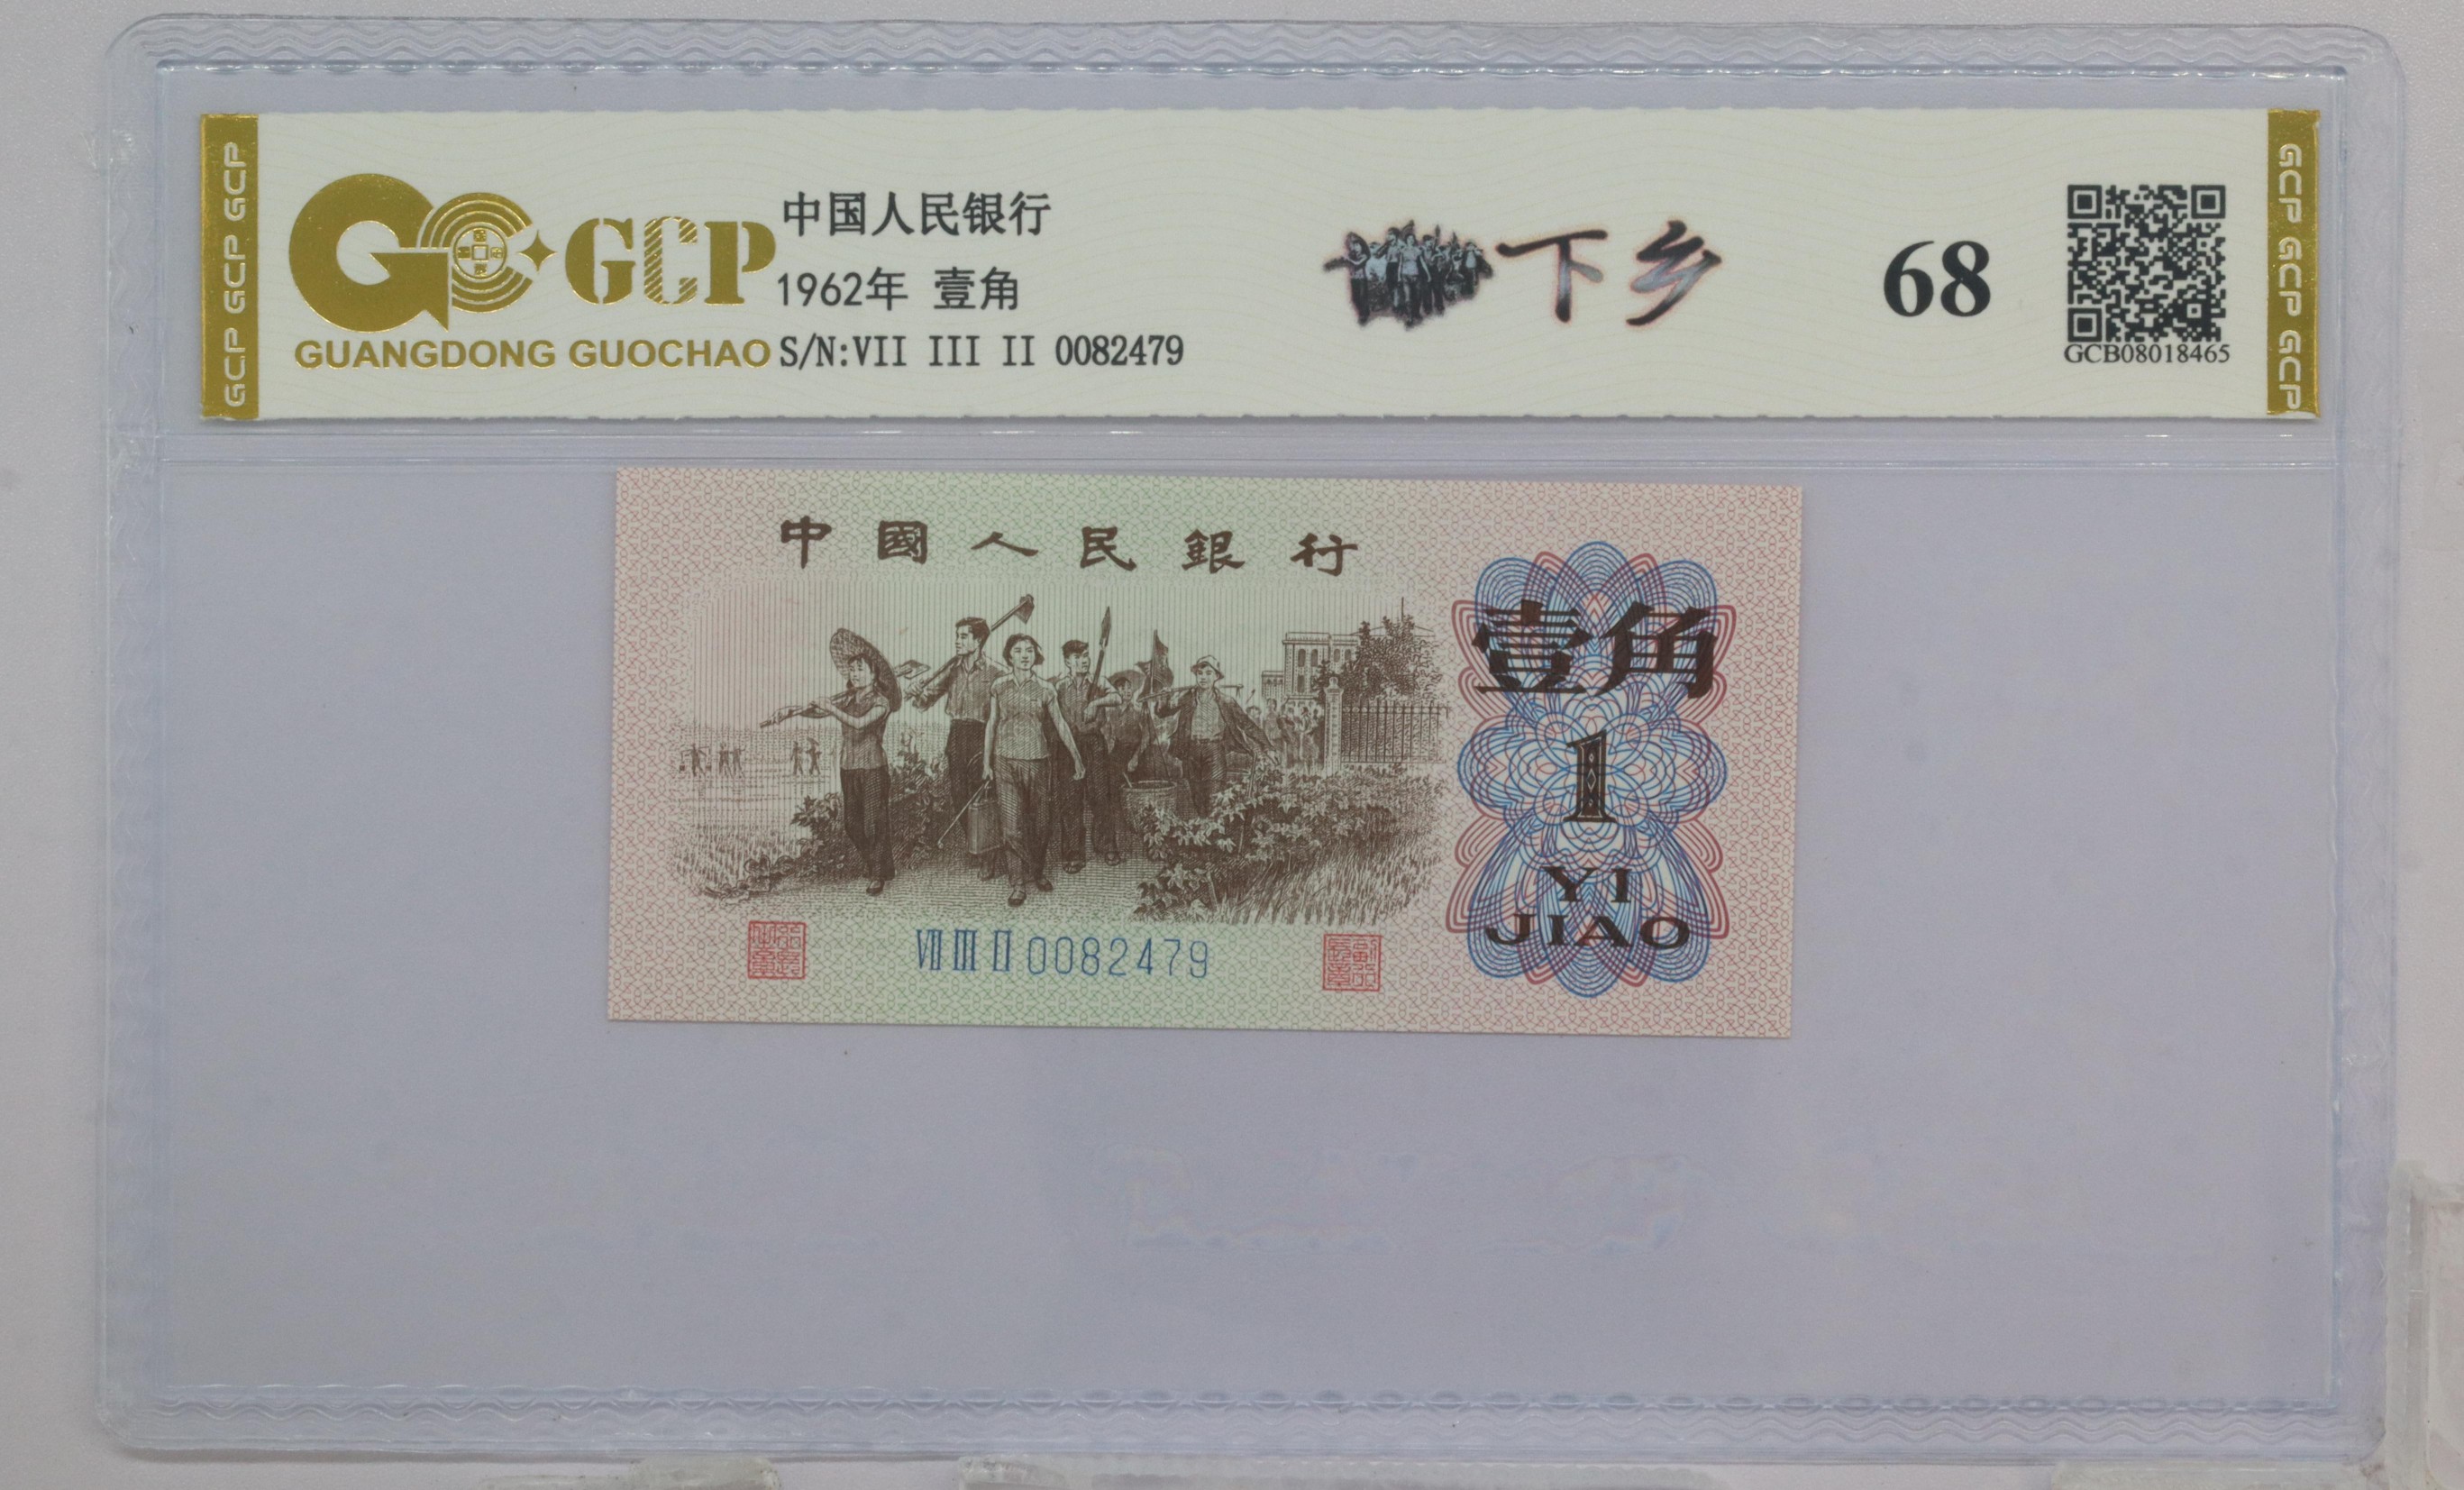 GCP GCP GCP
GCP
GUANGDONG GUOCHAO
中国人民银行
1962年 壹角
S/N:VII III II 0082479
下乡
68
GCB08018465
GCP GCP GCP
中國人民銀行
壹角
1
YI
JIAO
VII III II 0082479